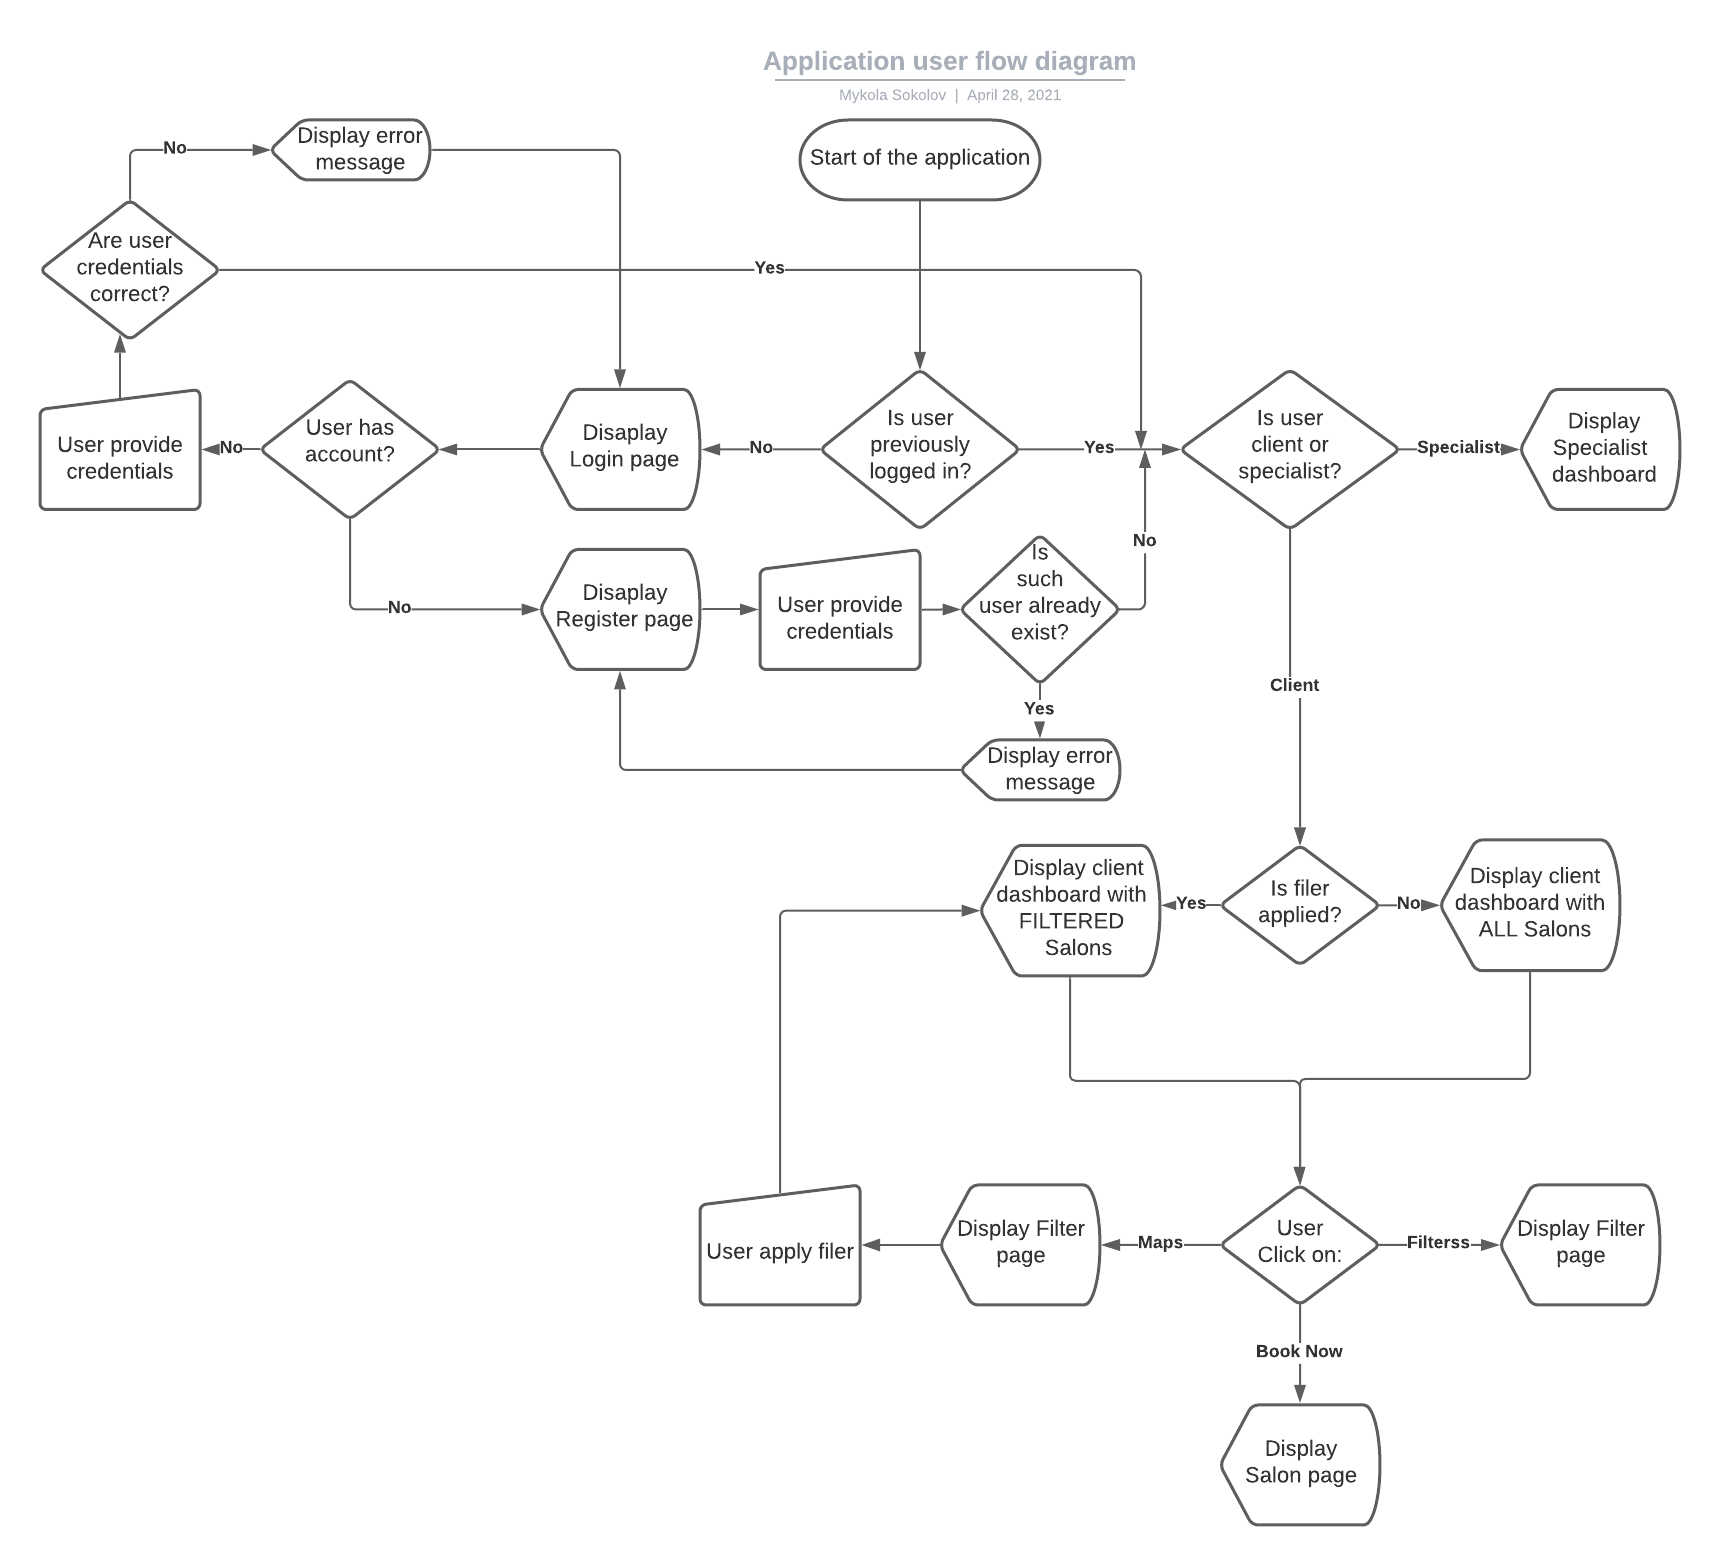 Application user flow diagram
Mykola Sokolov | April 28, 2021
Start of the application
No
Display error
message
Are user
credentials
correct?
Yes
User provide
credentials
No
User has
account?
Disaplay
Login page
No
Is user
previously
logged in?
Yes
Is user
client or
specialist?
Specialist
Display
Specialist
dashboard
No
Disaplay
Register page
User provide
credentials
Is
such
user already
exist?
No
Yes
Display error
message
Client
Display client
dashboard with
FILTERED
Salons
Yes
Is filer
applied?
No
Display client
dashboard with
ALL Salons
User apply filer
Display Filter
page
Maps
User
Click on:
Filterss
Display Filter
page
Book Now
Display
Salon page